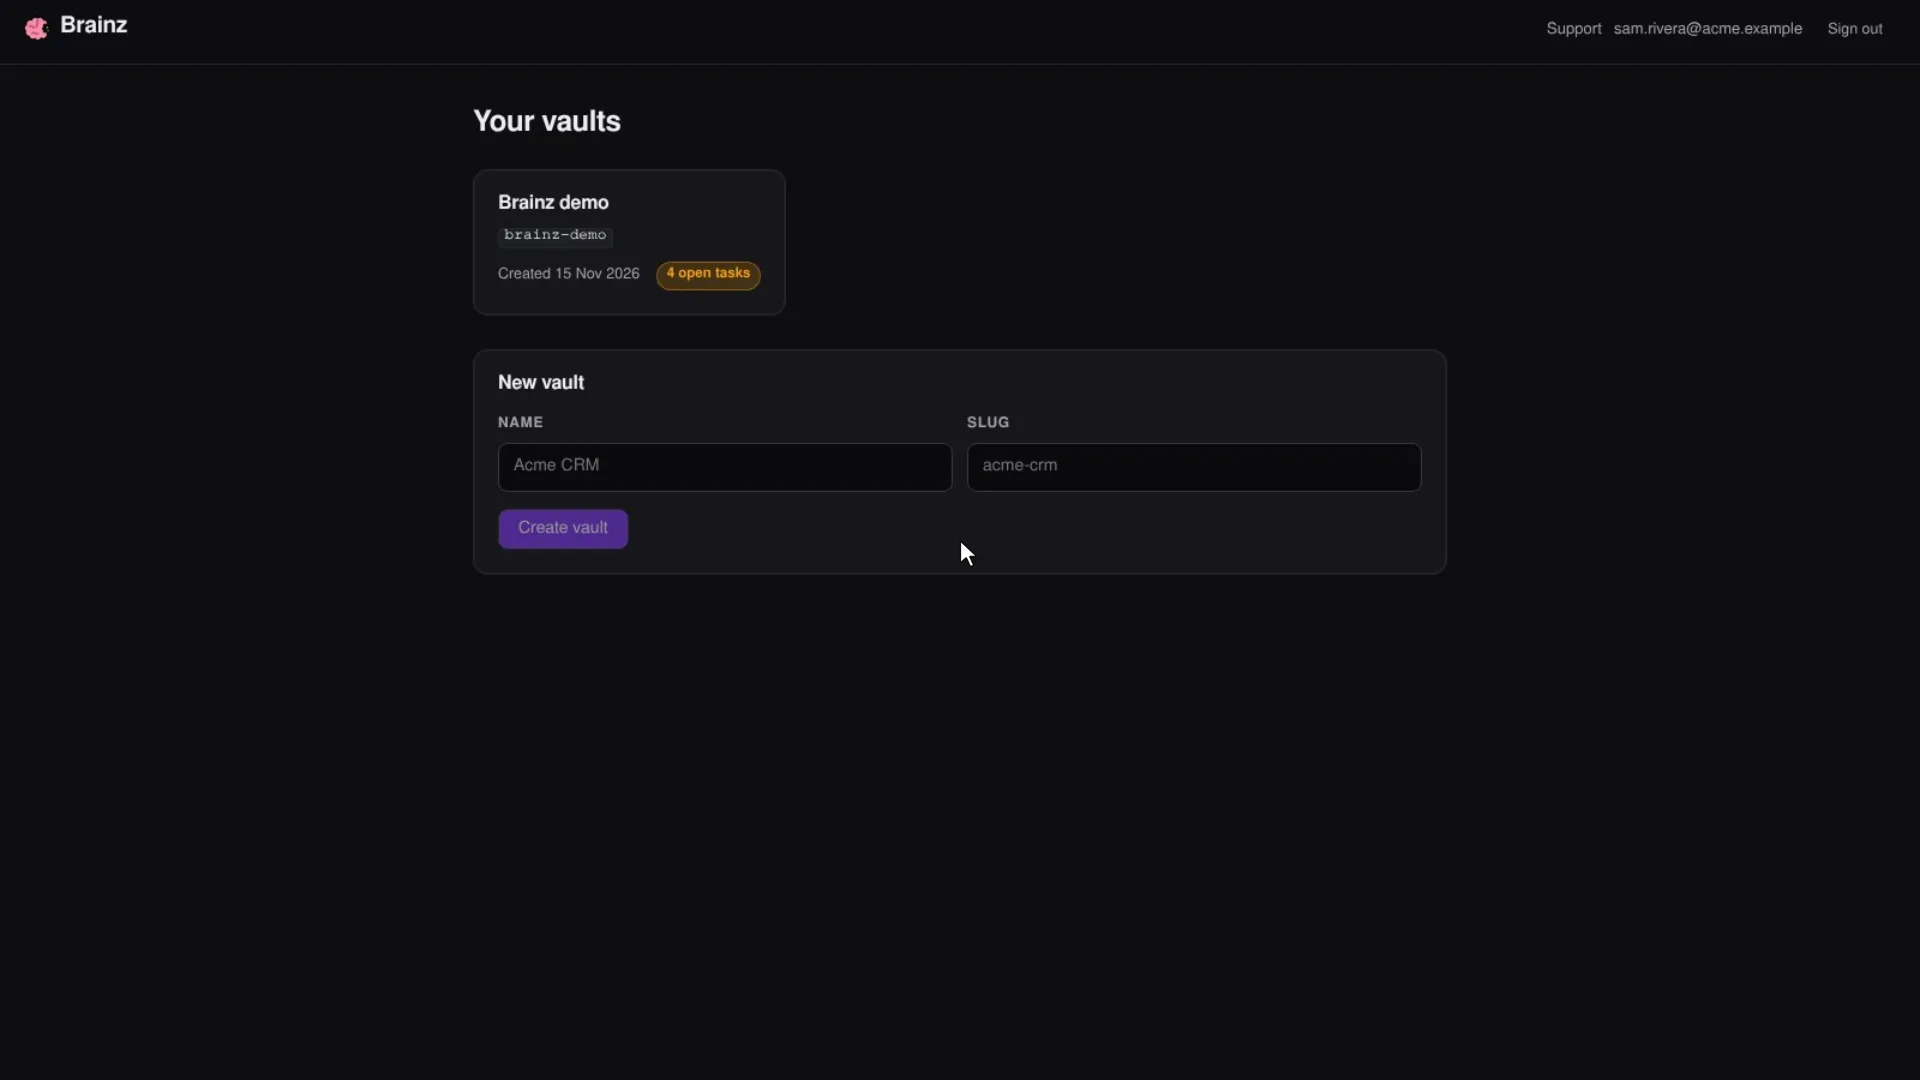 Brainz
Support sam.rivera@acme.example Sign out
Your vaults
Brainz demo
brainz-demo
Created 15 Nov 2026 4 open tasks
New vault
NAME SLUG
Acme CRM acme-crm
Create vault